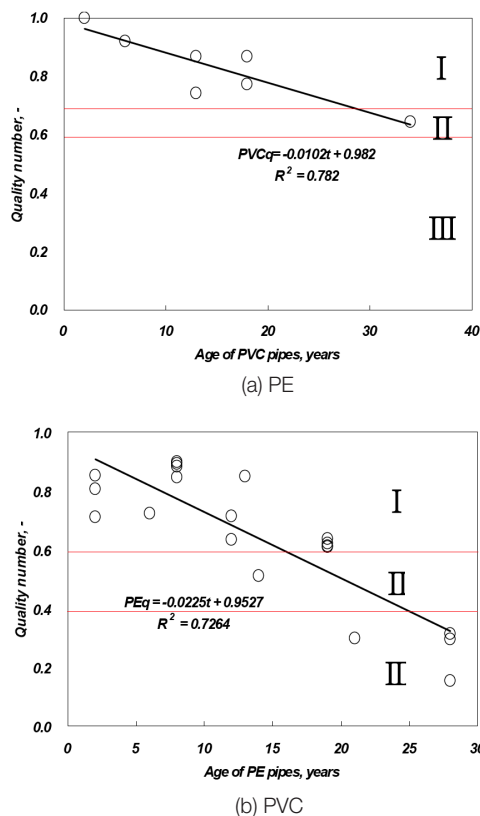 1.0
I
0.8
0.6
II
PVCq= -0.0102t + 0.982
R² = 0.782
0.4
III
0.2
0.0
Quality number, -
0
10
20
30
40
Age of PVC pipes, years
(a) PE
1.0
0.8
I
0.6
II
0.4
PEq = -0.0225t + 0.9527
R² = 0.7264
0.2
II
0.0
Quality number, -
0
5
10
15
20
25
30
Age of PE pipes, years
(b) PVC